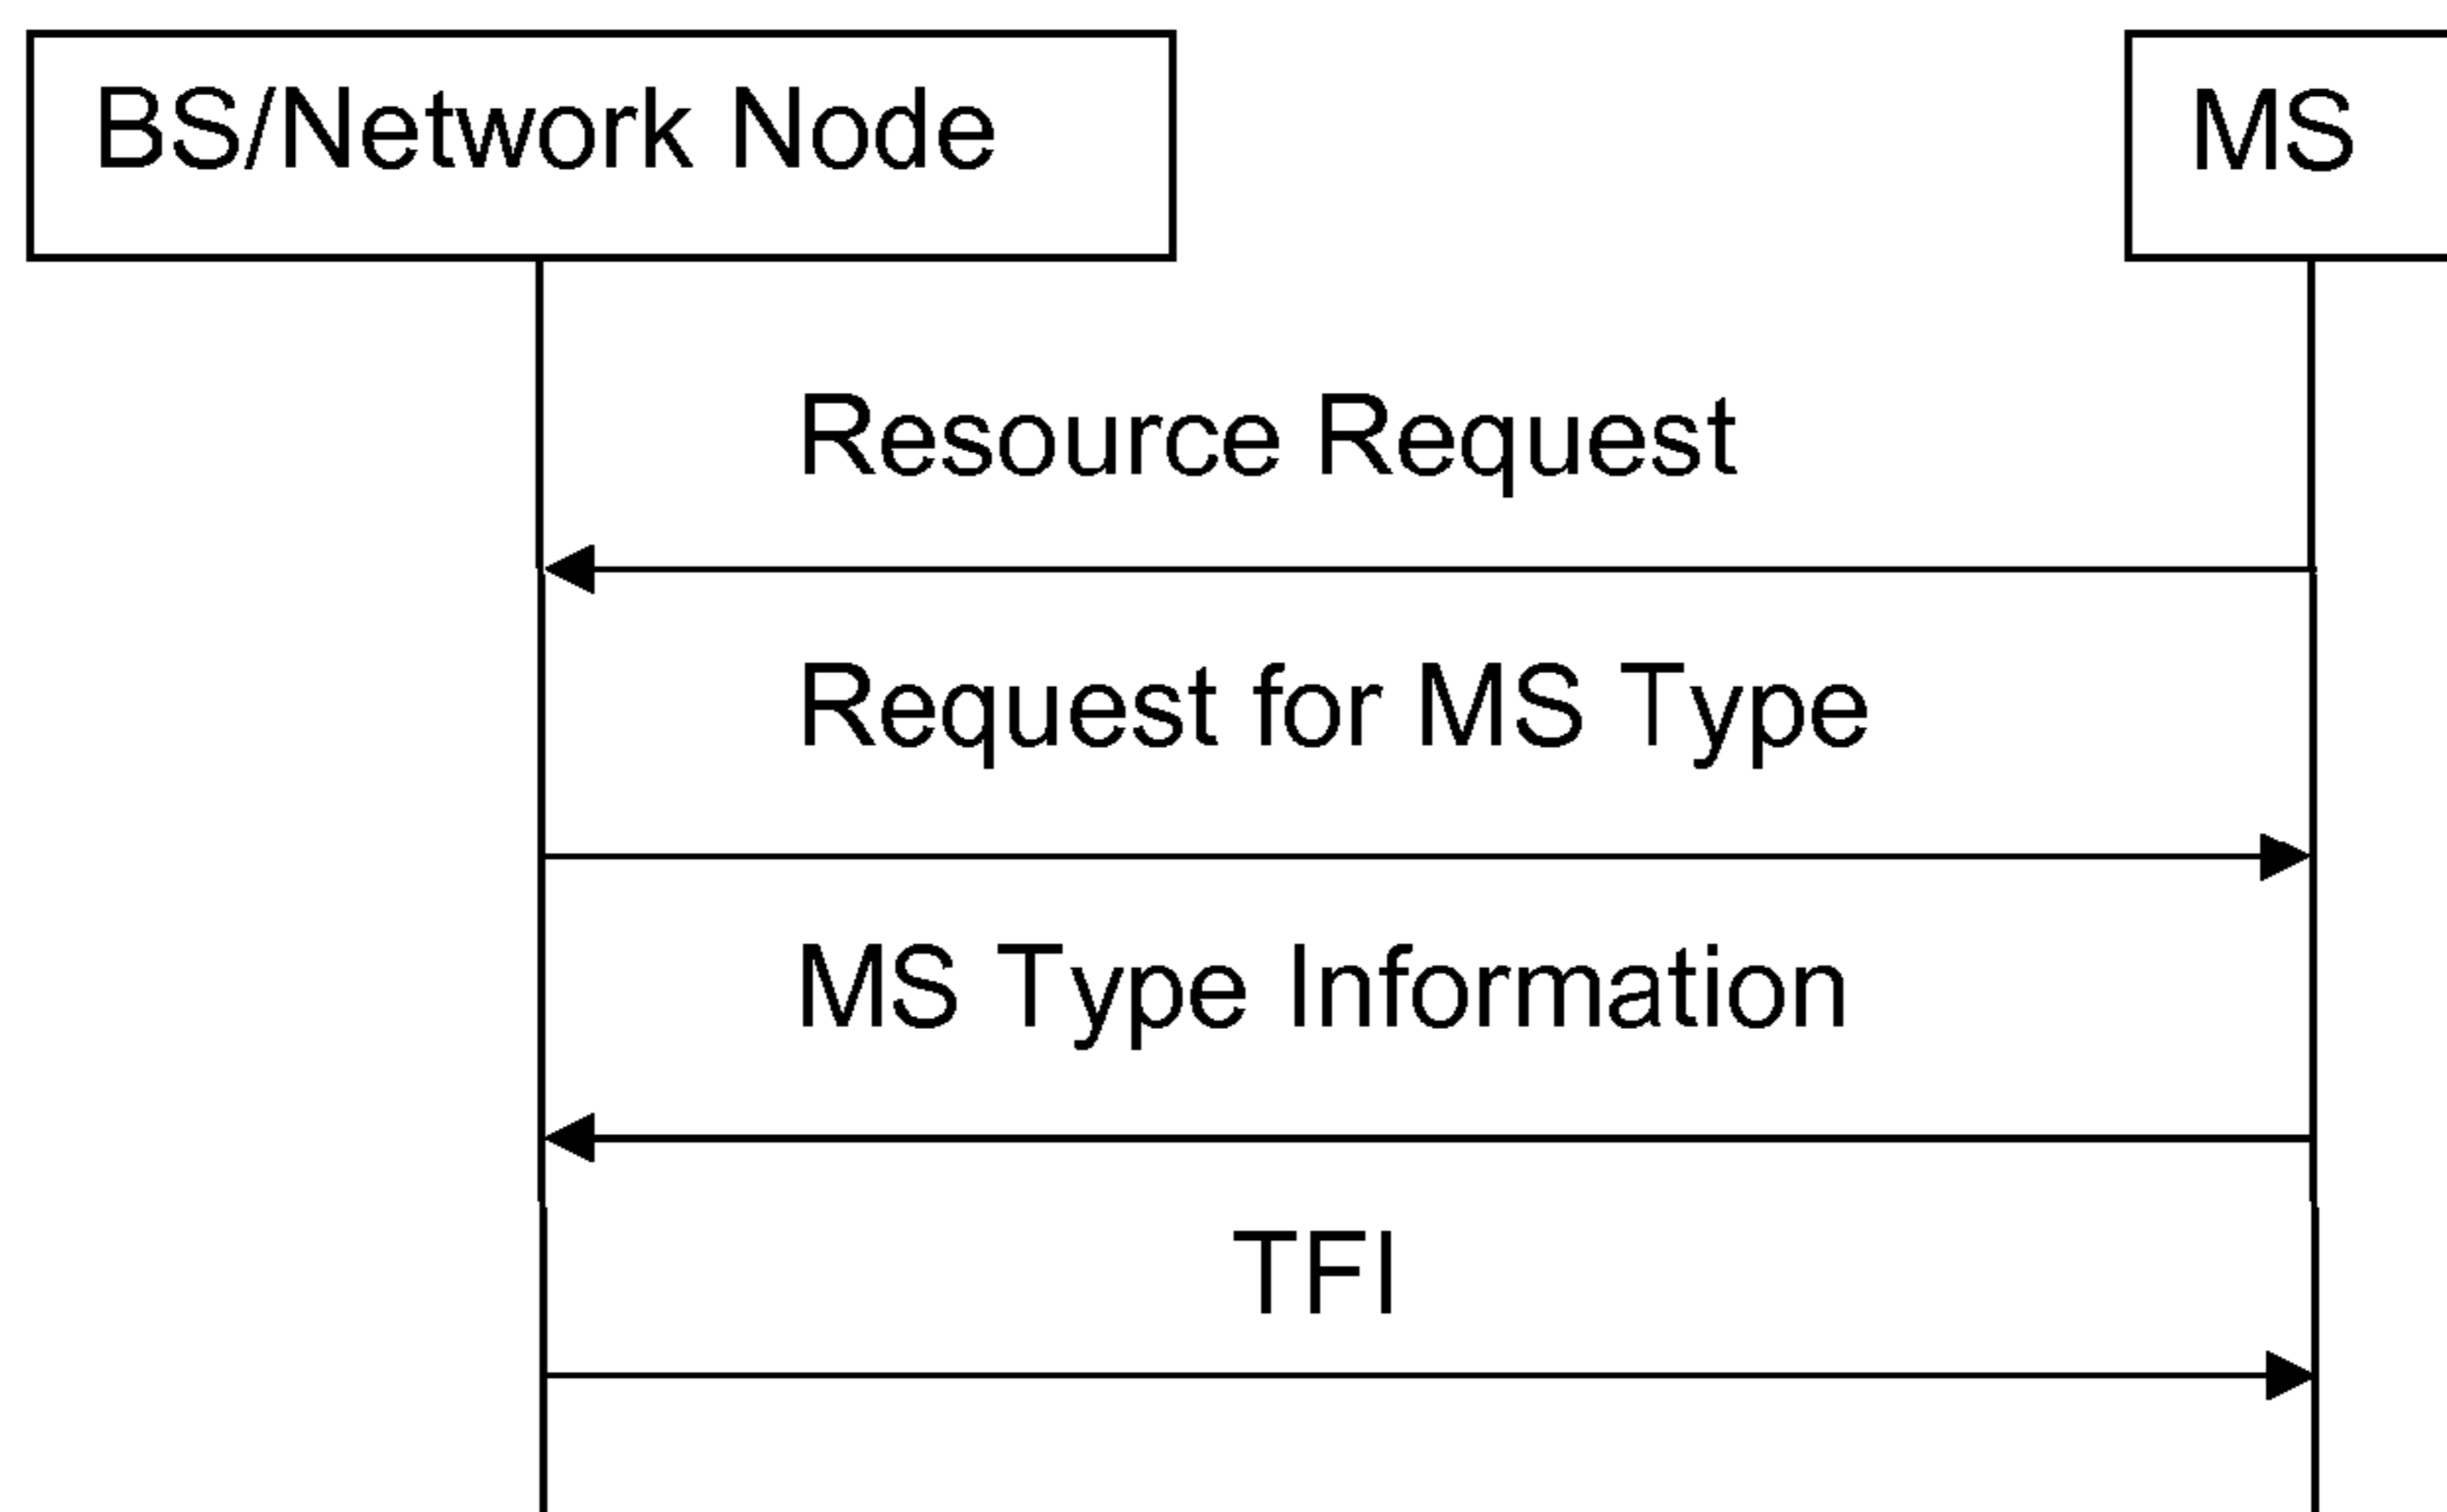 BS/Network Node
MS
Resource Request
Request for MS Type
MS Type Information
TFI